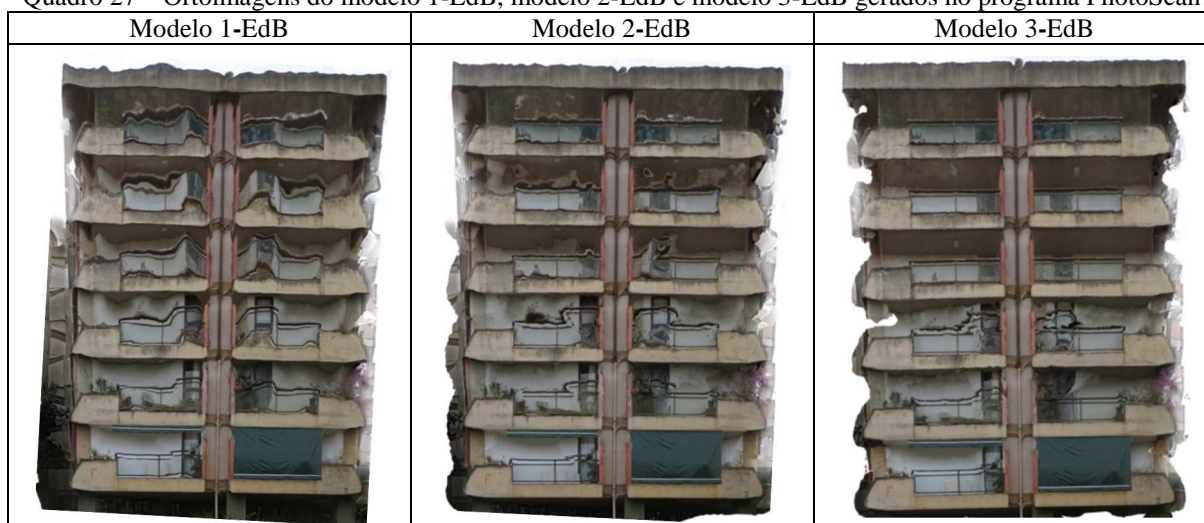 Quadro 27 – Ortoimagens do modelo 1-EdB, modelo 2-EdB e modelo 3-EdB gerados no programa PhotoScan
Modelo 1-EdB
Modelo 2-EdB
Modelo 3-EdB